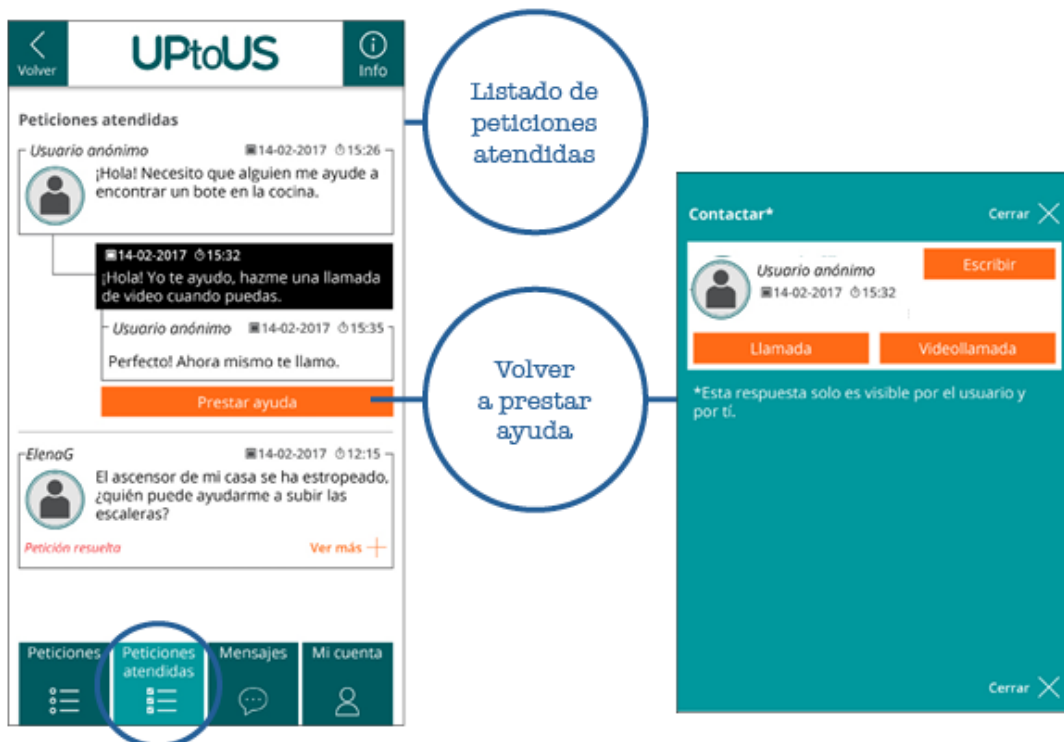 Volver
UPtoUS
Info
Peticiones atendidas
Usuario anónimo 14-02-2017 15:26
¡Hola! Necesito que alguien me ayude a
encontrar un bote en la cocina.
14-02-2017 15:32
¡Hola! Yo te ayudo, hazme una llamada
de video cuando puedas.
Usuario anónimo 14-02-2017 15:35
Perfecto! Ahora mismo te llamo.
Prestar ayuda
ElenaG 14-02-2017 12:15
El ascensor de mi casa se ha estropeado,
¿quién puede ayudarme a subir las
escaleras?
Petición resuelta Ver más
Peticiones
Peticiones
atendidas
Mensajes
Mi cuenta
Listado de
peticiones
atendidas
Volver
a prestar
ayuda
Contactar* Cerrar
Usuario anónimo
14-02-2017 15:32
Escribir
Llamada
Videollamada
*Esta respuesta solo es visible por el usuario y
por tí.
Cerrar